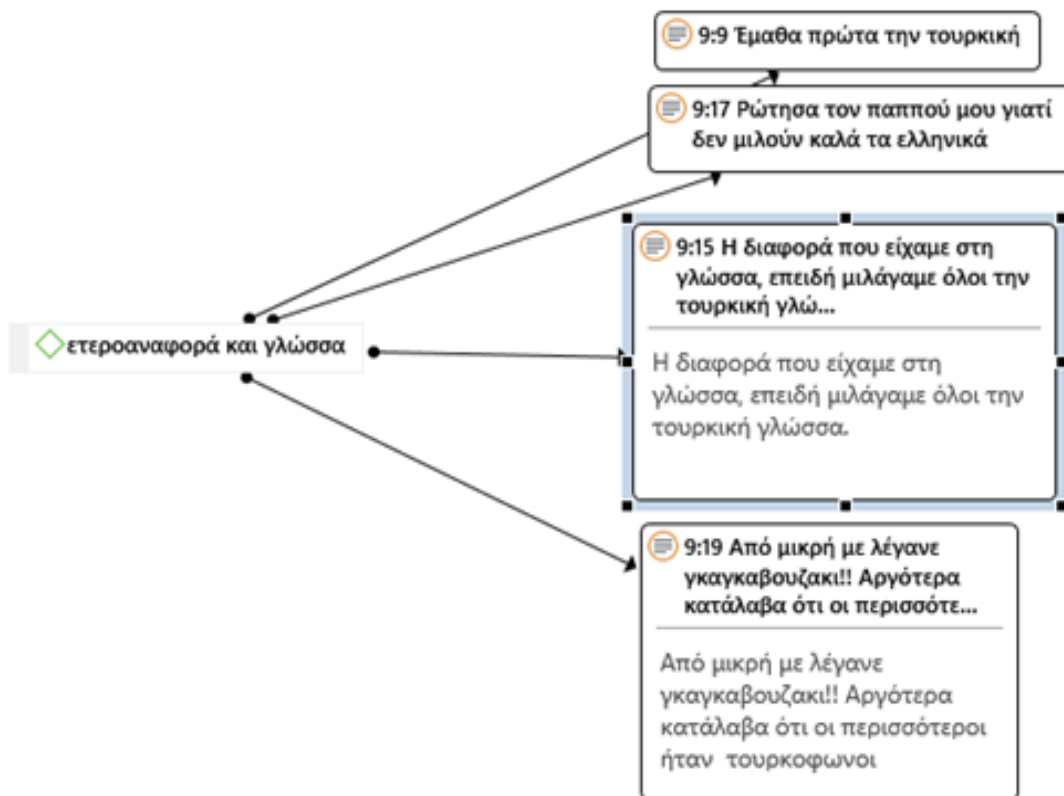 9:9 Έμαθα πρώτα την τουρκική
9:17 Ρώτησα τον παππού μου γιατί
δεν μιλούν καλά τα ελληνικά
9:15 Η διαφορά που είχαμε στη
γλώσσα, επειδή μιλάγαμε όλοι την
τουρκική γλώ...
Η διαφορά που είχαμε στη
γλώσσα, επειδή μιλάγαμε όλοι την
τουρκική γλώσσα.
ετεροαναφορά και γλώσσα
9:19 Από μικρή με λέγανε
γκαγκαβουζακι!! Αργότερα
κατάλαβα ότι οι περισσότε...
Από μικρή με λέγανε
γκαγκαβουζακι!! Αργότερα
κατάλαβα ότι οι περισσότεροι
ήταν τουρκοφωνοι